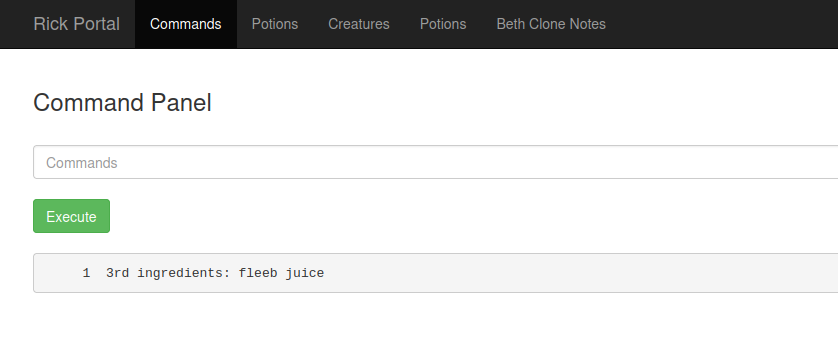 Rick Portal Commands Potions Creatures Potions Beth Clone Notes
Command Panel
Commands
Execute
1 3rd ingredients: fleeb juice